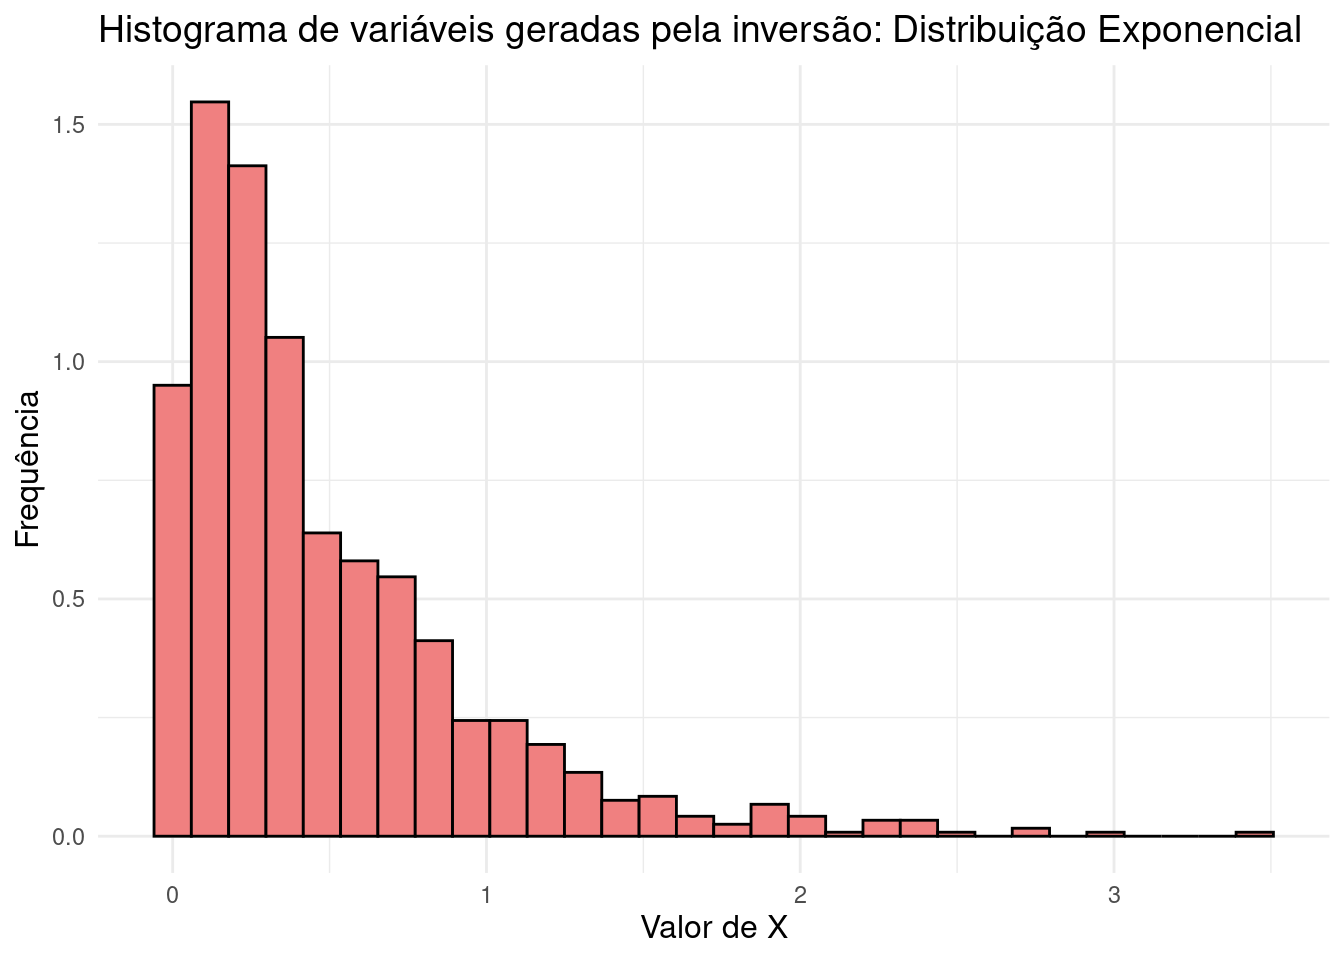 Histograma de variáveis geradas pela inversão: Distribuição Exponencial
1.5
1.0
0.5
0.0
Frequência
0 1 2 3
Valor de X